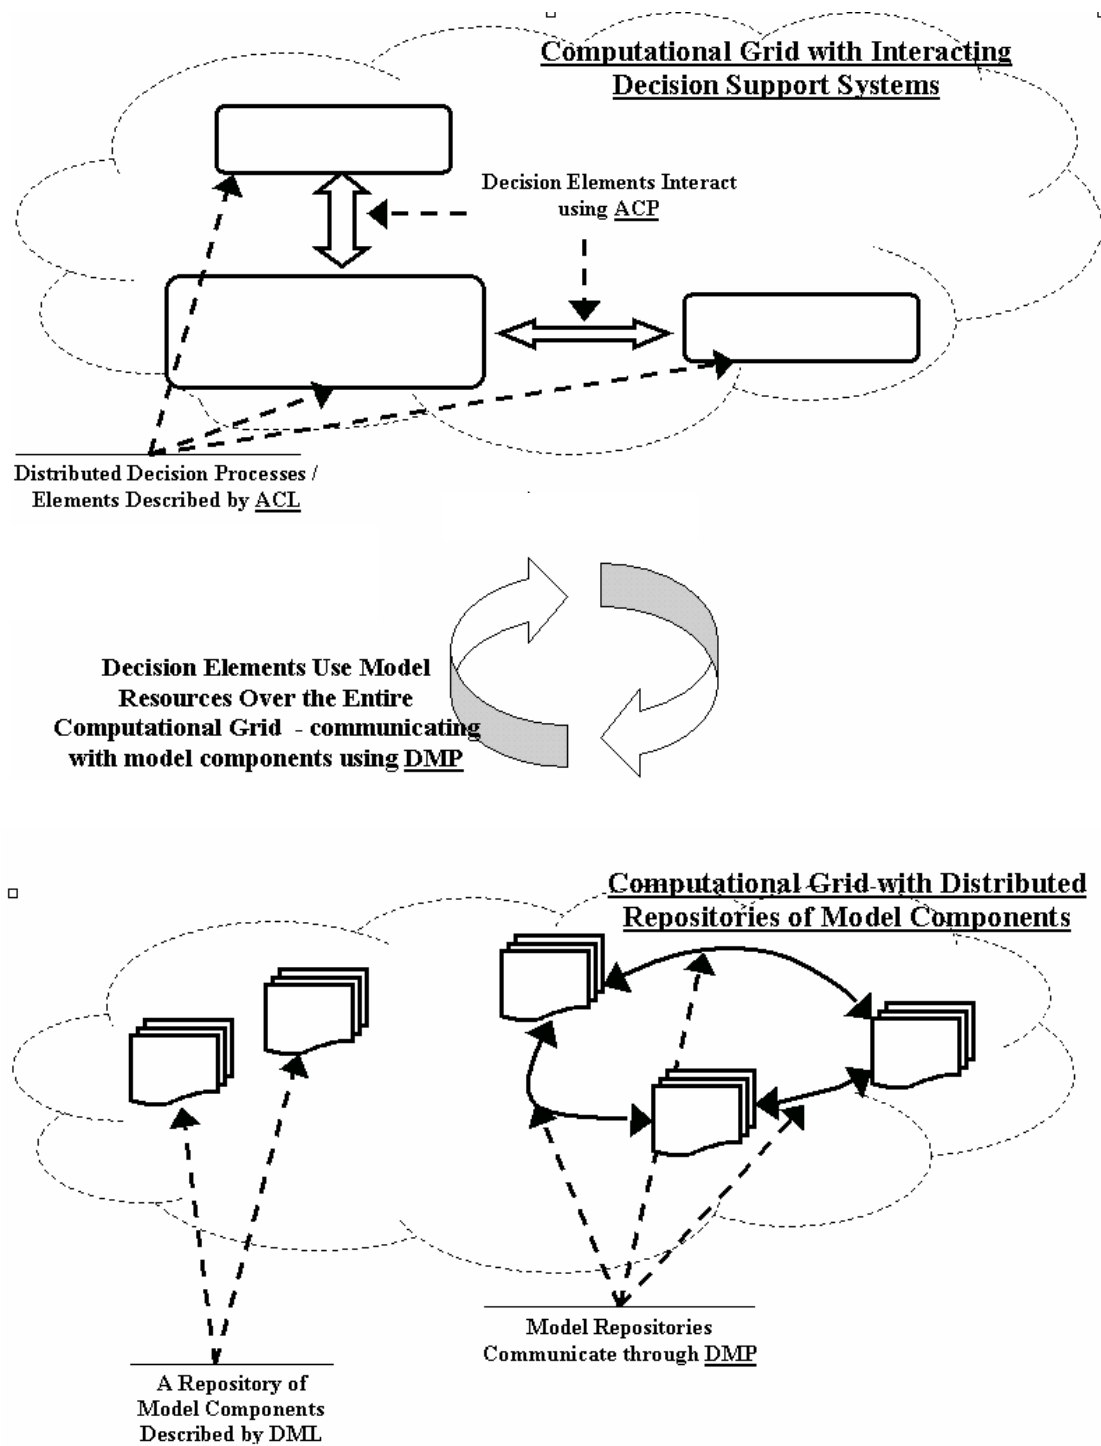 Computational Grid with Interacting
Decision Support Systems
Decision Elements Interact
using ACP
Distributed Decision Processes /
Elements Described by ACL
Decision Elements Use Model
Resources Over the Entire
Computational Grid - communicating
with model components using DMP
Computational Grid with Distributed
Repositories of Model Components
Model Repositories
Communicate through DMP
A Repository of
Model Components
Described by DML